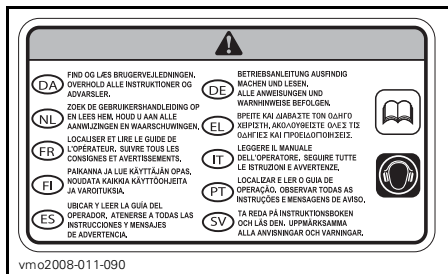 DA
FIND OG LÆS BRUGERVEJLEDNINGEN.
OVERHOLD ALLE INSTRUKTIONER OG
ADVARSLER.
NL
ZOEK DE GEBRUIKERSHANDLEIDING OP
EN LEES HEM. HOUD U AAN ALLE
AANWIJZINGEN EN WAARSCHUWINGEN.
FR
LOCALISER ET LIRE LE GUIDE DE
L'OPÉRATEUR. SUIVRE TOUS LES
CONSIGNES ET AVERTISSEMENTS.
FI
PAIKANNA JA LUE KÄYTTÄJÄN OPAS,
NOUDATA KAIKKIA KÄYTTÖOHJEITA
JA VAROITUKSIA.
ES
UBICAR Y LEER LA GUÍA DEL
OPERADOR, ATENERSE A TODAS LAS
INSTRUCCIONES Y MENSAJES
DE ADVERTENCIA.
DE
BETRIEBSANLEITUNG AUSFINDIG
MACHEN UND LESEN.
ALLE ANWEISUNGEN UND
WARNHINWEISE BEFOLGEN.
EL
ΒΡΕΙΤΕ ΚΑΙ ΔΙΑΒΑΣΤΕ ΤΟΝ ΟΔΗΓΟ
ΧΕΙΡΙΣΤΗ, ΑΚΟΛΟΥΘΕΙΣΤΕ ΟΛΕΣ ΤΙΣ
ΟΔΗΓΙΕΣ ΚΑΙ ΠΡΟΕΙΔΟΠΟΙΗΣΕΙΣ.
IT
LEGGERE IL MANUALE
DELL'OPERATORE. SEGUIRE TUTTE
LE ISTRUZIONI E AVVERTENZE.
PT
LOCALIZAR E LER O GUIA DE
OPERAÇÃO. OBSERVAR TODAS AS
INSTRUÇÕES E MENSAGENS DE AVISO.
SV
TA REDA PÅ INSTRUKTIONSBOKEN
OCH LÄS DEN. UPPMÄRKSAMMA
ALLA ANVISNINGAR OCH VARNINGAR.
vmo2008-011-090